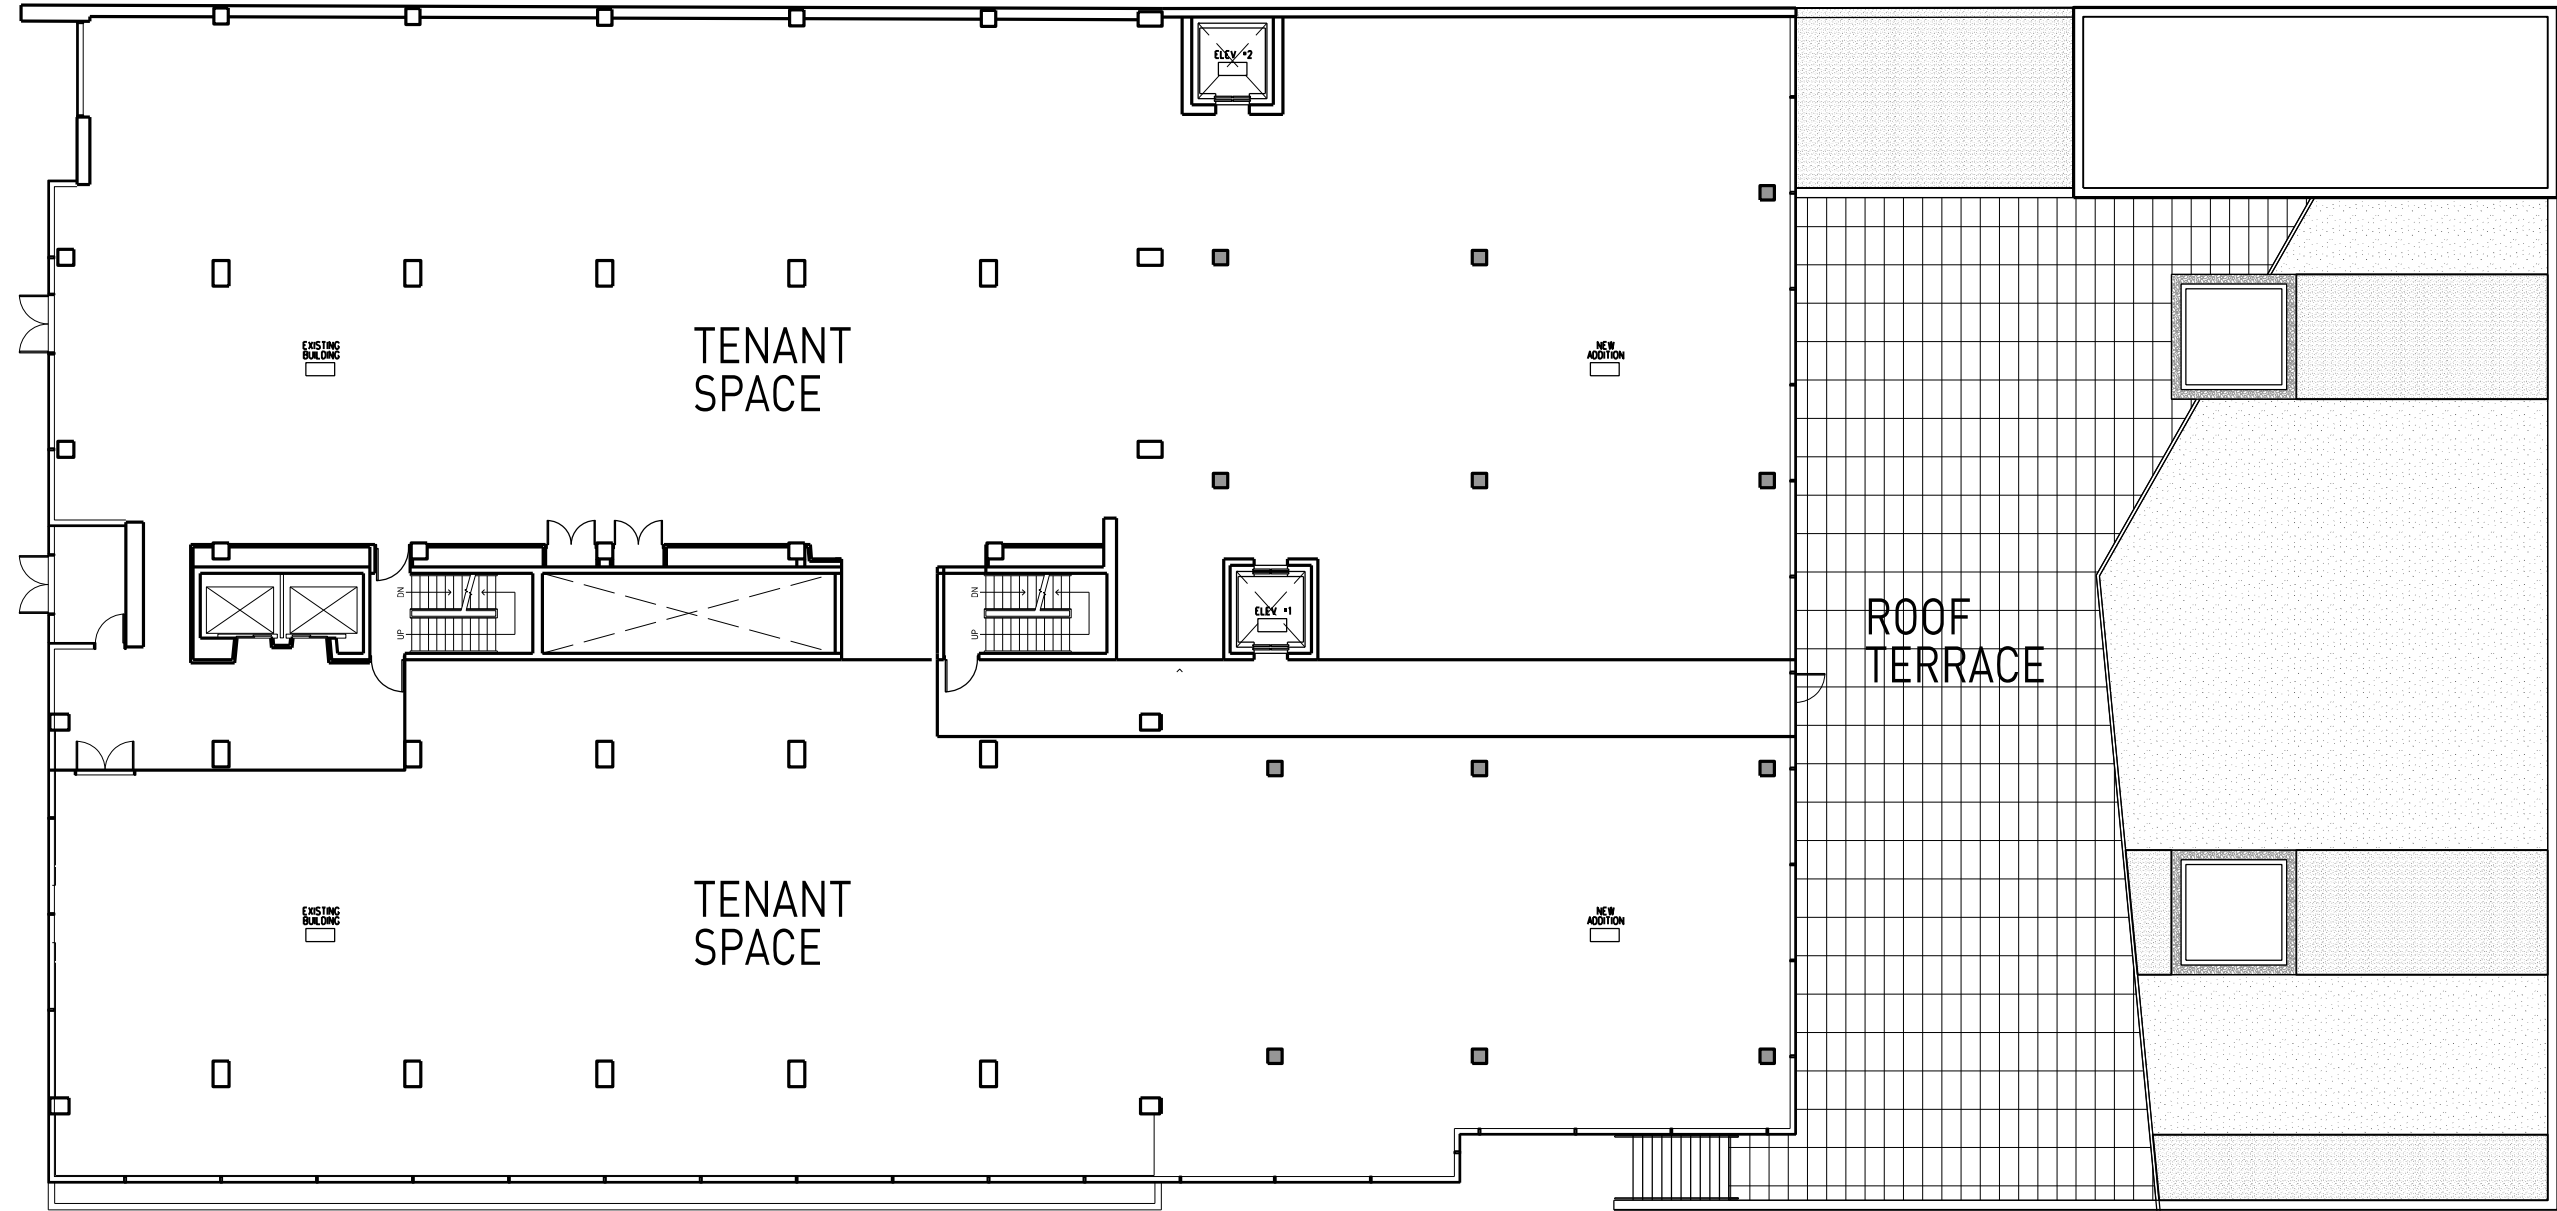 ELEV #2
EXISTING
BUILDING
TENANT
SPACE
NEW
ADDITION
DN
UP
DN
UP
ELEV #1
ROOF
TERRACE
EXISTING
BUILDING
TENANT
SPACE
NEW
ADDITION